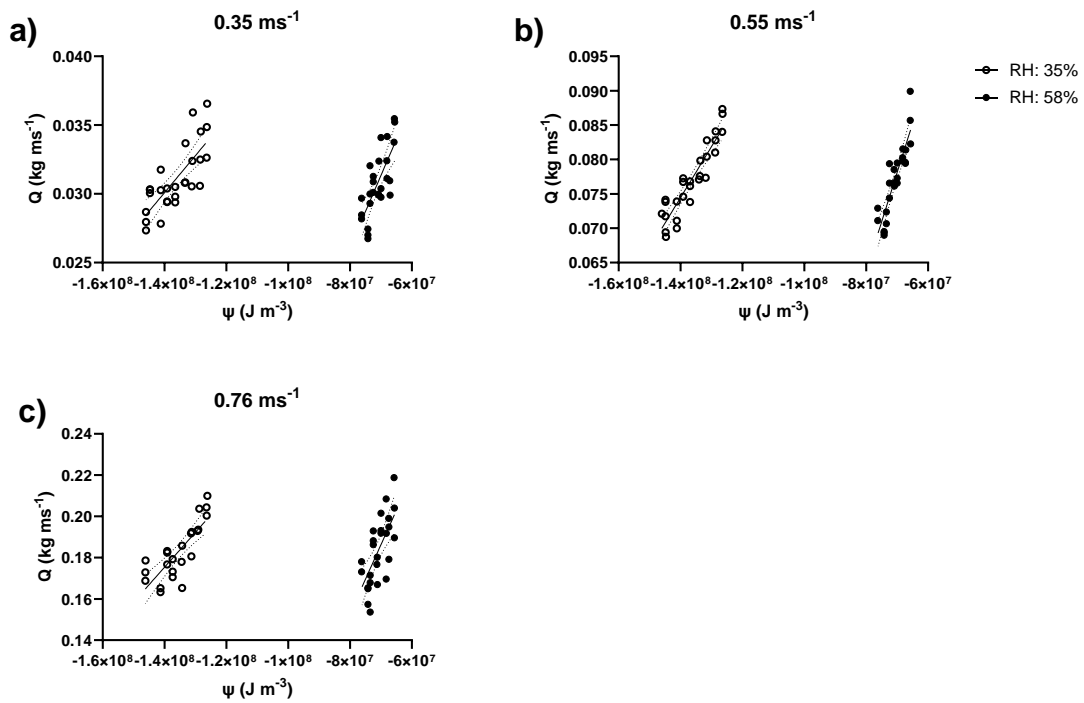 a) 0.35 ms⁻¹
0.040
0.035
0.030
0.025
Q (kg ms⁻¹)
-1.6×10⁸ -1.4×10⁸ -1.2×10⁸ -1×10⁸ -8×10⁷ -6×10⁷
ψ (J m⁻³)
b) 0.55 ms⁻¹
0.095
0.090
0.085
0.080
0.075
0.070
0.065
Q (kg ms⁻¹)
-1.6×10⁸ -1.4×10⁸ -1.2×10⁸ -1×10⁸ -8×10⁷ -6×10⁷
ψ (J m⁻³)
RH: 35%
RH: 58%
c) 0.76 ms⁻¹
0.24
0.22
0.20
0.18
0.16
0.14
Q (kg ms⁻¹)
-1.6×10⁸ -1.4×10⁸ -1.2×10⁸ -1×10⁸ -8×10⁷ -6×10⁷
ψ (J m⁻³)